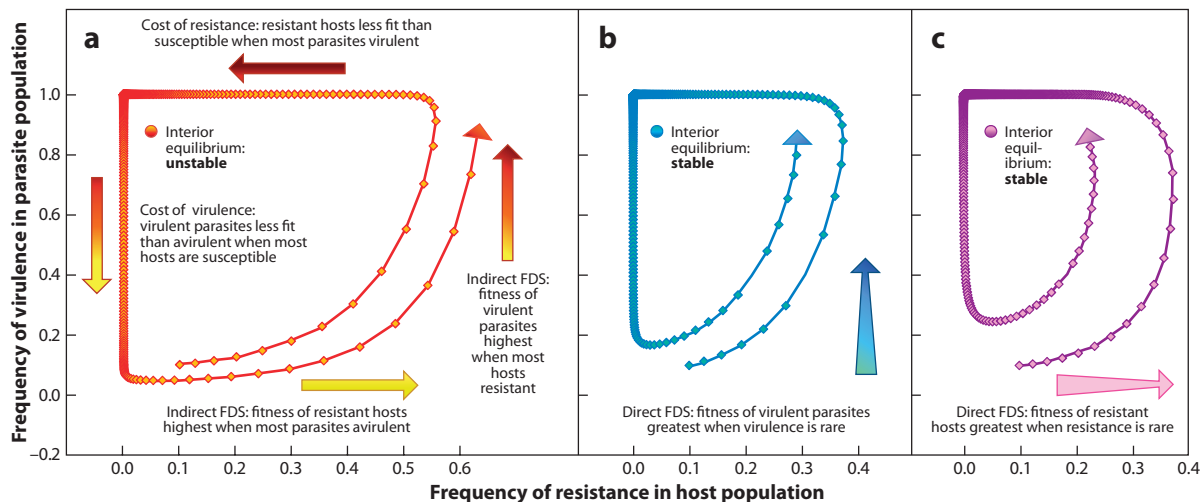 a
Cost of resistance: resistant hosts less fit than
susceptible when most parasites virulent
Interior
equilibrium:
unstable
Cost of virulence:
virulent parasites less fit
than avirulent when most
hosts are susceptible
Indirect FDS:
fitness of
virulent
parasites
highest
when most
hosts
resistant
Indirect FDS: fitness of resistant hosts
highest when most parasites avirulent
b
Interior
equilibrium:
stable
Direct FDS: fitness of virulent parasites
greatest when virulence is rare
c
Interior
equil-
ibrium:
stable
Direct FDS: fitness of resistant
hosts greatest when resistance is rare
Frequency of virulence in parasite population
1.0
0.8
0.6
0.4
0.2
0.0
–0.2
0.0 0.1 0.2 0.3 0.4 0.5 0.6
0.0 0.1 0.2 0.3 0.4
0.0 0.1 0.2 0.3 0.4
Frequency of resistance in host population